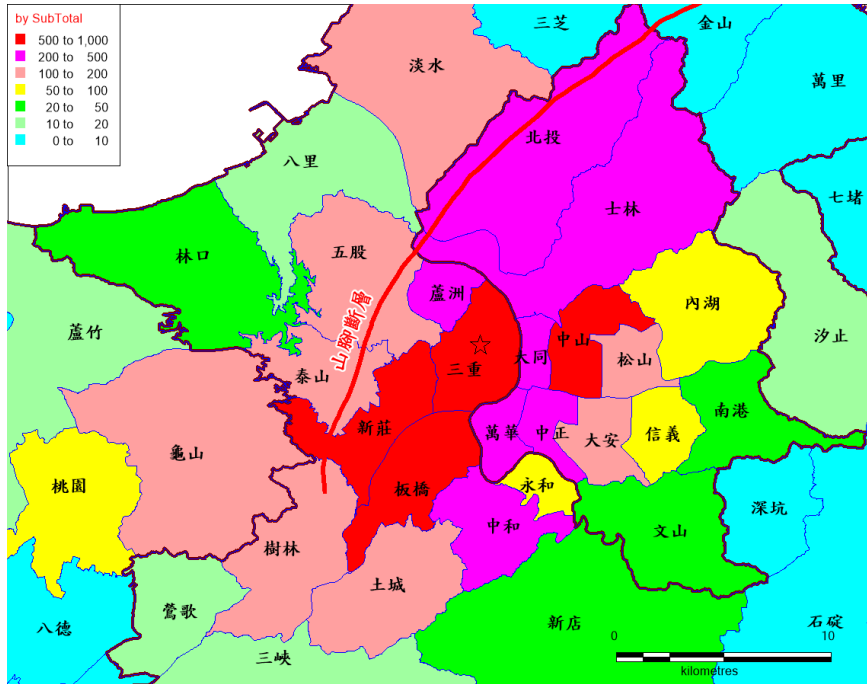 by SubTotal
500 to 1,000
200 to 500
100 to 200
50 to 100
20 to 50
10 to 20
0 to 10
三芝
金山
淡水
萬里
北投
八里
七堵
士林
林口
五股
蘆洲
內湖
蘆竹
山腳斷層
大同
中山
汐止
松山
泰山
三重
南港
新莊
萬華
中正
大安
信義
龜山
桃園
板橋
永和
深坑
中和
文山
樹林
土城
鶯歌
八德
新店
石碇
三峽
0
10
kilometres